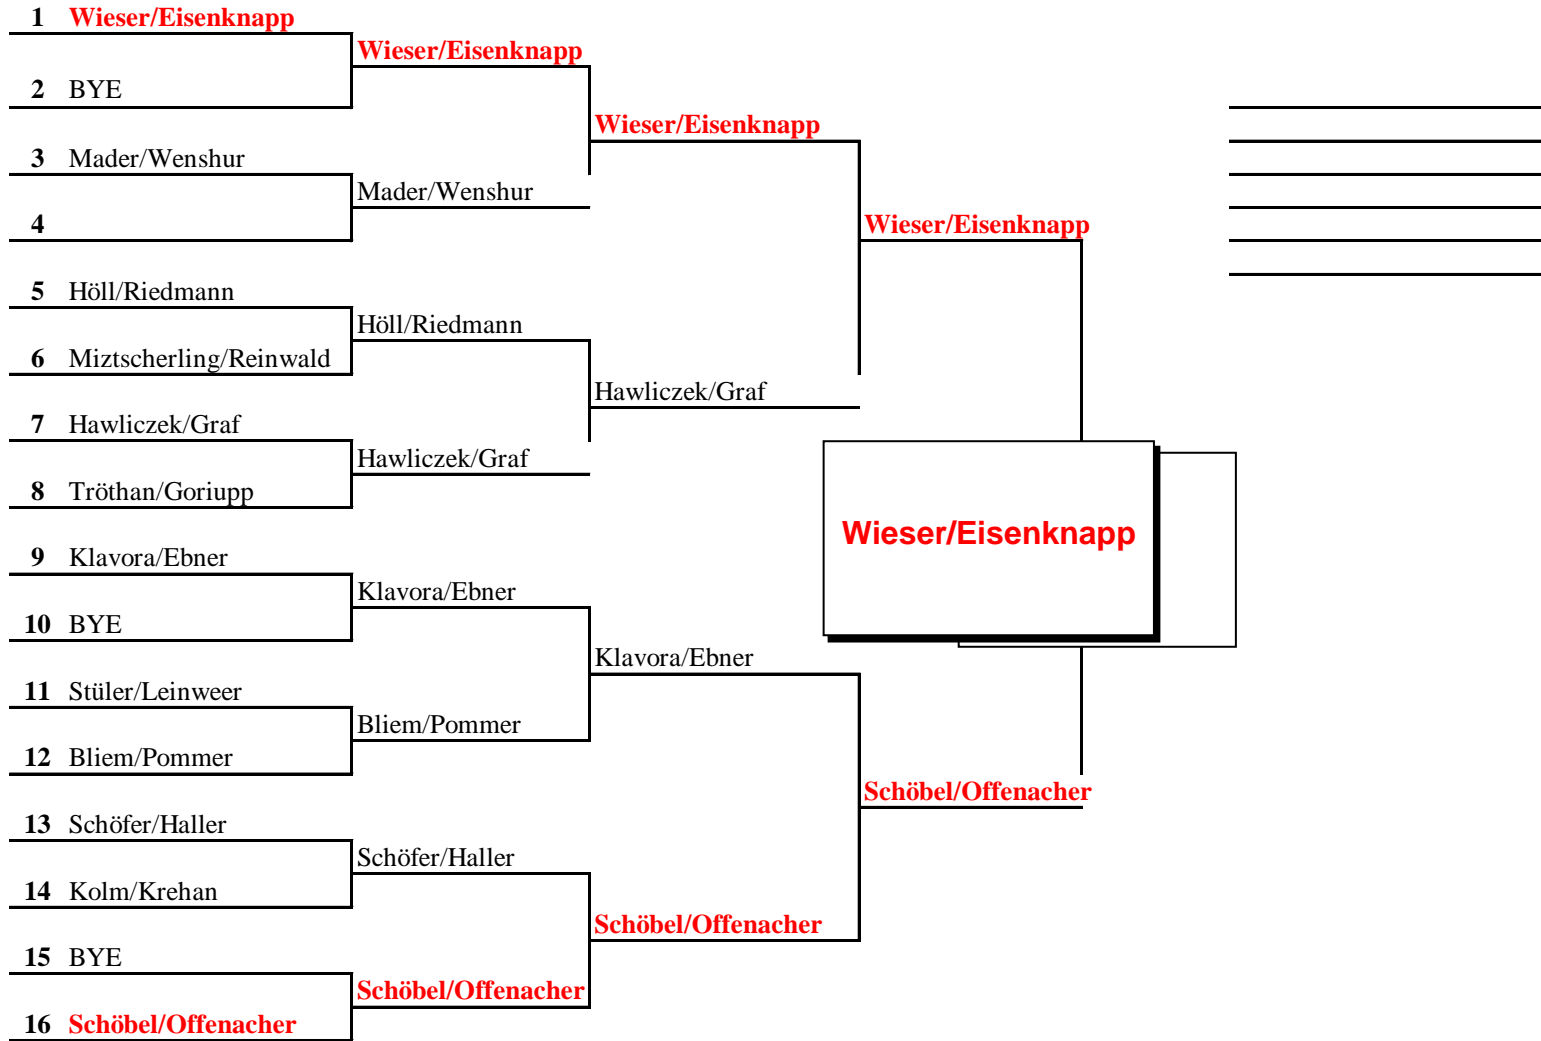 1 Wieser/Eisenknapp
Wieser/Eisenknapp
2 BYE
Wieser/Eisenknapp
3 Mader/Wenshur
Mader/Wenshur
4
Wieser/Eisenknapp
5 Höll/Riedmann
Höll/Riedmann
6 Miztscherling/Reinwald
Hawliczek/Graf
7 Hawliczek/Graf
Hawliczek/Graf
8 Tröthan/Goriupp
Wieser/Eisenknapp
9 Klavora/Ebner
Klavora/Ebner
10 BYE
Klavora/Ebner
11 Stüler/Leinweer
Bliem/Pommer
12 Bliem/Pommer
Schöbel/Offenacher
13 Schöfer/Haller
Schöfer/Haller
14 Kolm/Krehan
Schöbel/Offenacher
15 BYE
Schöbel/Offenacher
16 Schöbel/Offenacher